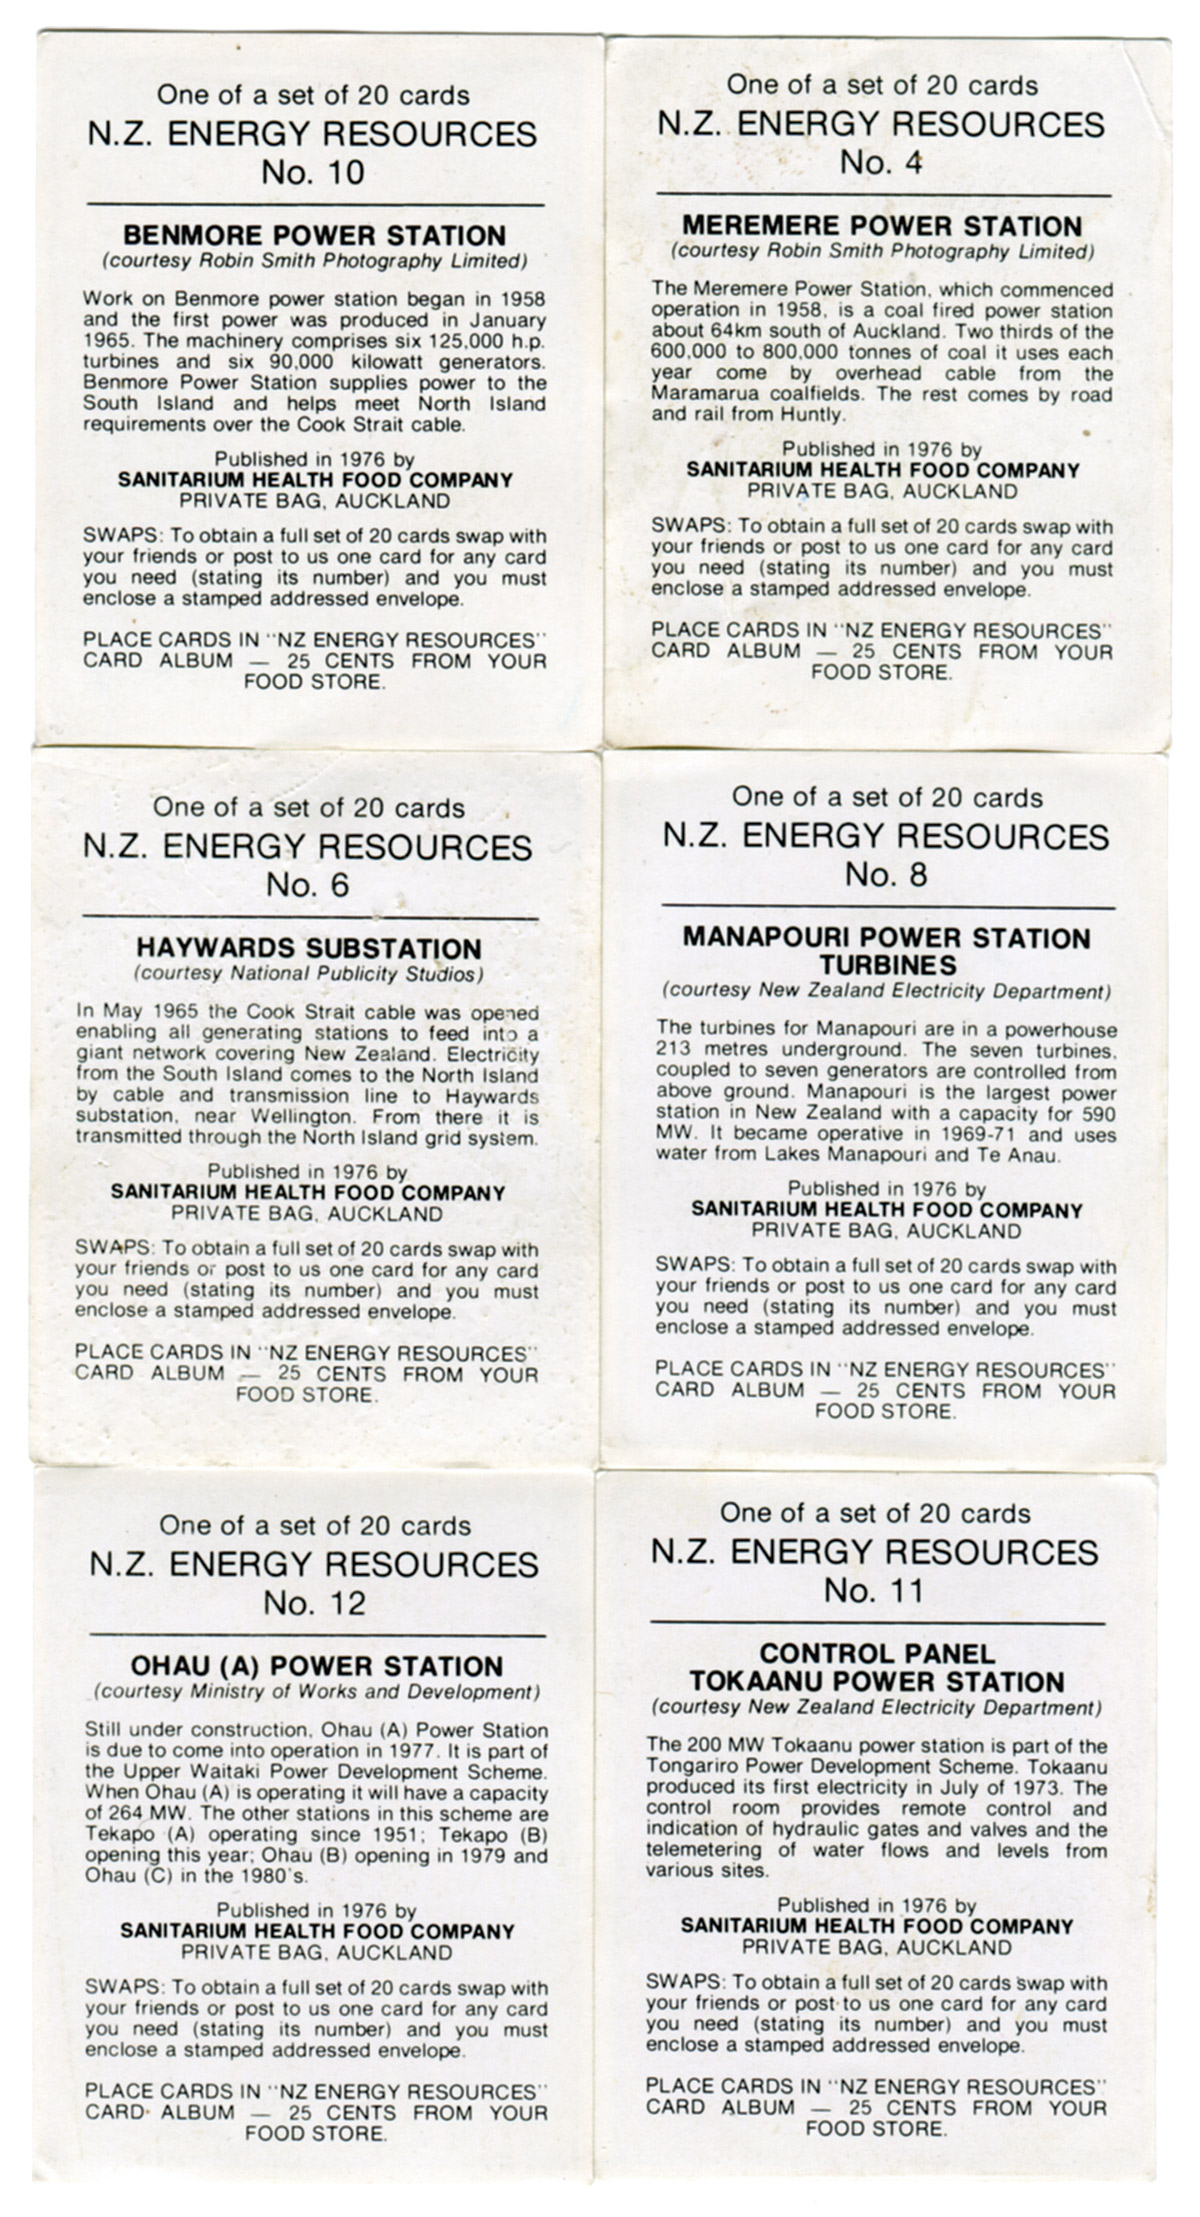 One of a set of 20 cards
N.Z. ENERGY RESOURCES
No. 10
BENMORE POWER STATION
(courtesy Robin Smith Photography Limited)
Work on Benmore power station began in 1958
and the first power was produced in January
1965. The machinery comprises six 125,000 h.p.
turbines and six 90,000 kilowatt generators.
Benmore Power Station supplies power to the
South Island and helps meet North Island
requirements over the Cook Strait cable.
Published in 1976 by
SANITARIUM HEALTH FOOD COMPANY
PRIVATE BAG, AUCKLAND
SWAPS: To obtain a full set of 20 cards swap with
your friends or post to us one card for any card
you need (stating its number) and you must
enclose a stamped addressed envelope.
PLACE CARDS IN "NZ ENERGY RESOURCES"
CARD ALBUM — 25 CENTS FROM YOUR
FOOD STORE.
One of a set of 20 cards
N.Z. ENERGY RESOURCES
No. 4
MEREMERE POWER STATION
(courtesy Robin Smith Photography Limited)
The Meremere Power Station, which commenced
operation in 1958, is a coal fired power station
about 64km south of Auckland. Two thirds of the
600,000 to 800,000 tonnes of coal it uses each
year come by overhead cable from the
Maramarua coalfields. The rest comes by road
and rail from Huntly.
Published in 1976 by
SANITARIUM HEALTH FOOD COMPANY
PRIVATE BAG, AUCKLAND
SWAPS: To obtain a full set of 20 cards swap with
your friends or post to us one card for any card
you need (stating its number) and you must
enclose a stamped addressed envelope.
PLACE CARDS IN "NZ ENERGY RESOURCES"
CARD ALBUM — 25 CENTS FROM YOUR
FOOD STORE.
One of a set of 20 cards
N.Z. ENERGY RESOURCES
No. 6
HAYWARDS SUBSTATION
(courtesy National Publicity Studios)
In May 1965 the Cook Strait cable was opened
enabling all generating stations to feed into a
giant network covering New Zealand. Electricity
from the South Island comes to the North Island
by cable and transmission line to Haywards
substation, near Wellington. From there it is
transmitted through the North Island grid system.
Published in 1976 by
SANITARIUM HEALTH FOOD COMPANY
PRIVATE BAG, AUCKLAND
SWAPS: To obtain a full set of 20 cards swap with
your friends or post to us one card for any card
you need (stating its number) and you must
enclose a stamped addressed envelope.
PLACE CARDS IN "NZ ENERGY RESOURCES"
CARD ALBUM — 25 CENTS FROM YOUR
FOOD STORE.
One of a set of 20 cards
N.Z. ENERGY RESOURCES
No. 8
MANAPOURI POWER STATION
TURBINES
(courtesy New Zealand Electricity Department)
The turbines for Manapouri are in a powerhouse
213 metres underground. The seven turbines,
coupled to seven generators are controlled from
above ground. Manapouri is the largest power
station in New Zealand with a capacity for 590
MW. It became operative in 1969-71 and uses
water from Lakes Manapouri and Te Anau.
Published in 1976 by
SANITARIUM HEALTH FOOD COMPANY
PRIVATE BAG, AUCKLAND
SWAPS: To obtain a full set of 20 cards swap with
your friends or post to us one card for any card
you need (stating its number) and you must
enclose a stamped addressed envelope.
PLACE CARDS IN "NZ ENERGY RESOURCES"
CARD ALBUM — 25 CENTS FROM YOUR
FOOD STORE.
One of a set of 20 cards
N.Z. ENERGY RESOURCES
No. 12
OHAU (A) POWER STATION
(courtesy Ministry of Works and Development)
Still under construction, Ohau (A) Power Station
is due to come into operation in 1977. It is part of
the Upper Waitaki Power Development Scheme.
When Ohau (A) is operating it will have a capacity
of 264 MW. The other stations in this scheme are
Tekapo (A) operating since 1951; Tekapo (B)
opening this year; Ohau (B) opening in 1979 and
Ohau (C) in the 1980's.
Published in 1976 by
SANITARIUM HEALTH FOOD COMPANY
PRIVATE BAG, AUCKLAND
SWAPS: To obtain a full set of 20 cards swap with
your friends or post to us one card for any card
you need (stating its number) and you must
enclose a stamped addressed envelope.
PLACE CARDS IN "NZ ENERGY RESOURCES"
CARD ALBUM — 25 CENTS FROM YOUR
FOOD STORE.
One of a set of 20 cards
N.Z. ENERGY RESOURCES
No. 11
CONTROL PANEL
TOKAANU POWER STATION
(courtesy New Zealand Electricity Department)
The 200 MW Tokaanu power station is part of the
Tongariro Power Development Scheme. Tokaanu
produced its first electricity in July of 1973. The
control room provides remote control and
indication of hydraulic gates and valves and the
telemetering of water flows and levels from
various sites.
Published in 1976 by
SANITARIUM HEALTH FOOD COMPANY
PRIVATE BAG, AUCKLAND
SWAPS: To obtain a full set of 20 cards swap with
your friends or post to us one card for any card
you need (stating its number) and you must
enclose a stamped addressed envelope.
PLACE CARDS IN "NZ ENERGY RESOURCES"
CARD ALBUM — 25 CENTS FROM YOUR
FOOD STORE.